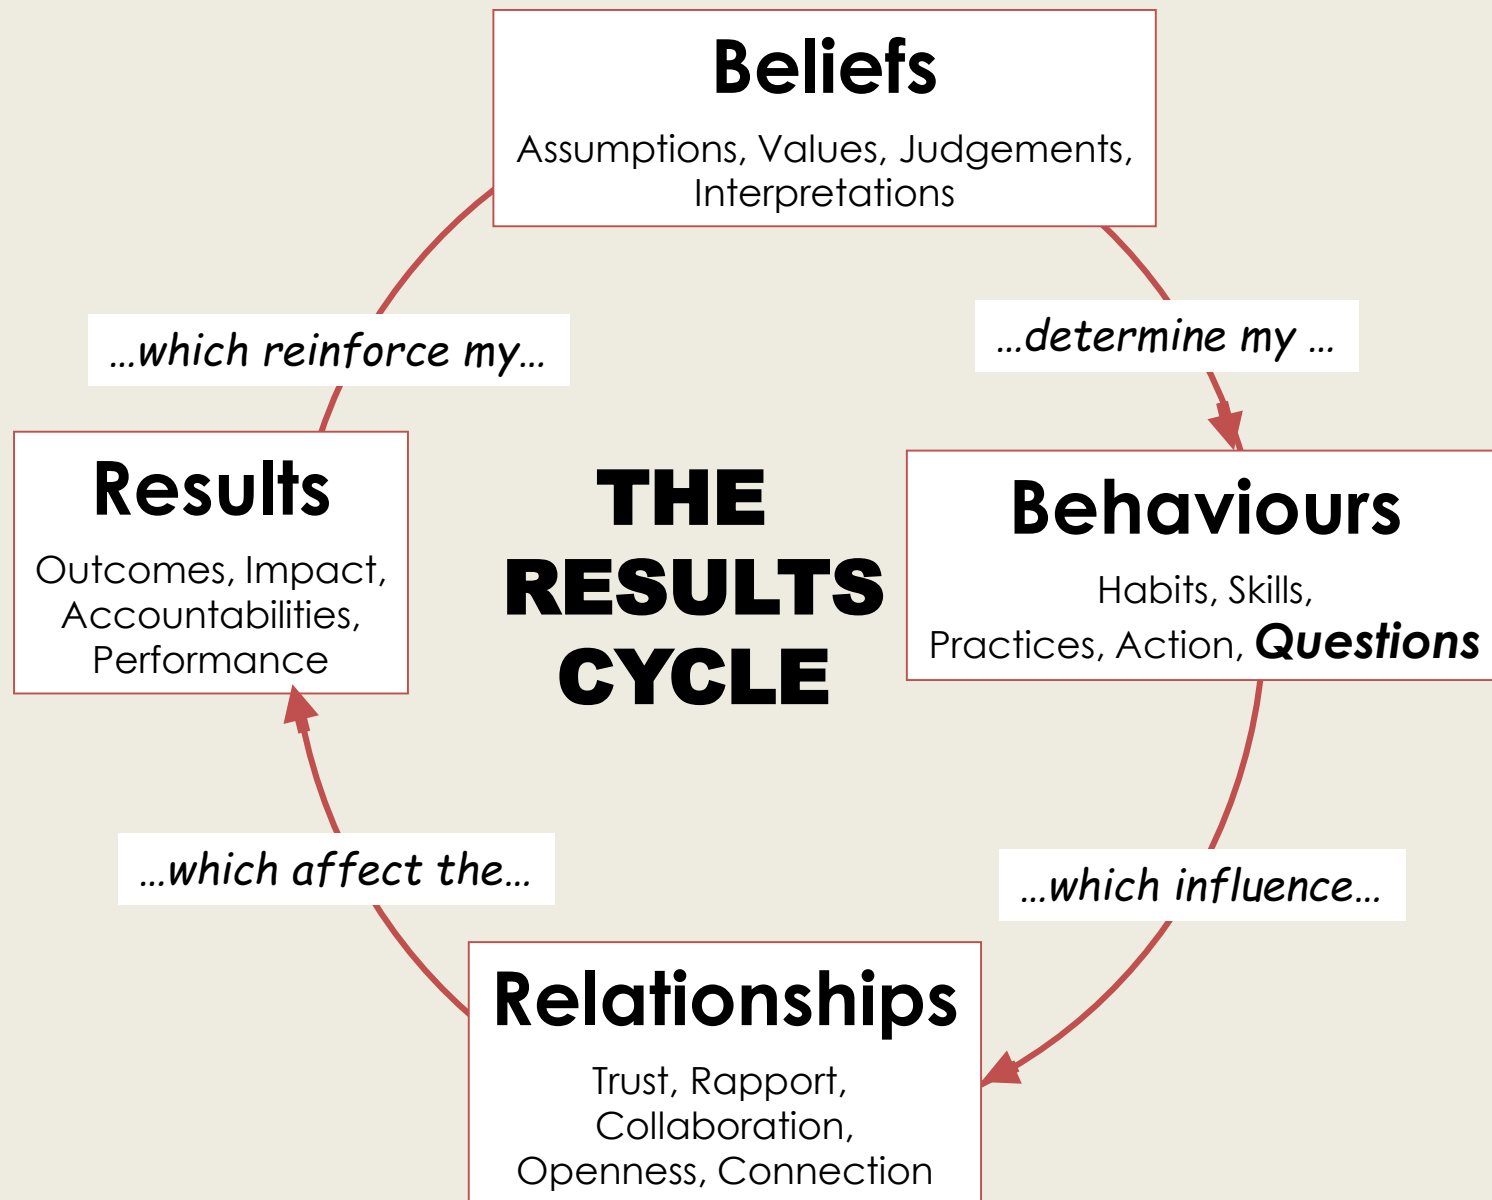 Beliefs
Assumptions, Values, Judgements,
Interpretations
…determine my …
Behaviours
Habits, Skills,
Practices, Action, Questions
…which influence…
Relationships
Trust, Rapport,
Collaboration,
Openness, Connection
…which affect the…
Results
Outcomes, Impact,
Accountabilities,
Performance
…which reinforce my…
THE
RESULTS
CYCLE